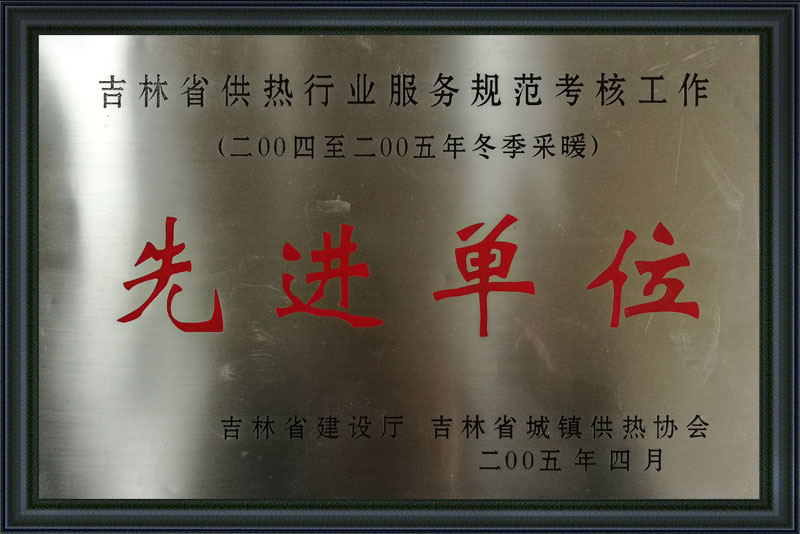 吉林省供热行业服务规范考核工作
(二00四至二00五年冬季采暖)
先进单位
吉林省建设厅 吉林省城镇供热协会
二00五年四月